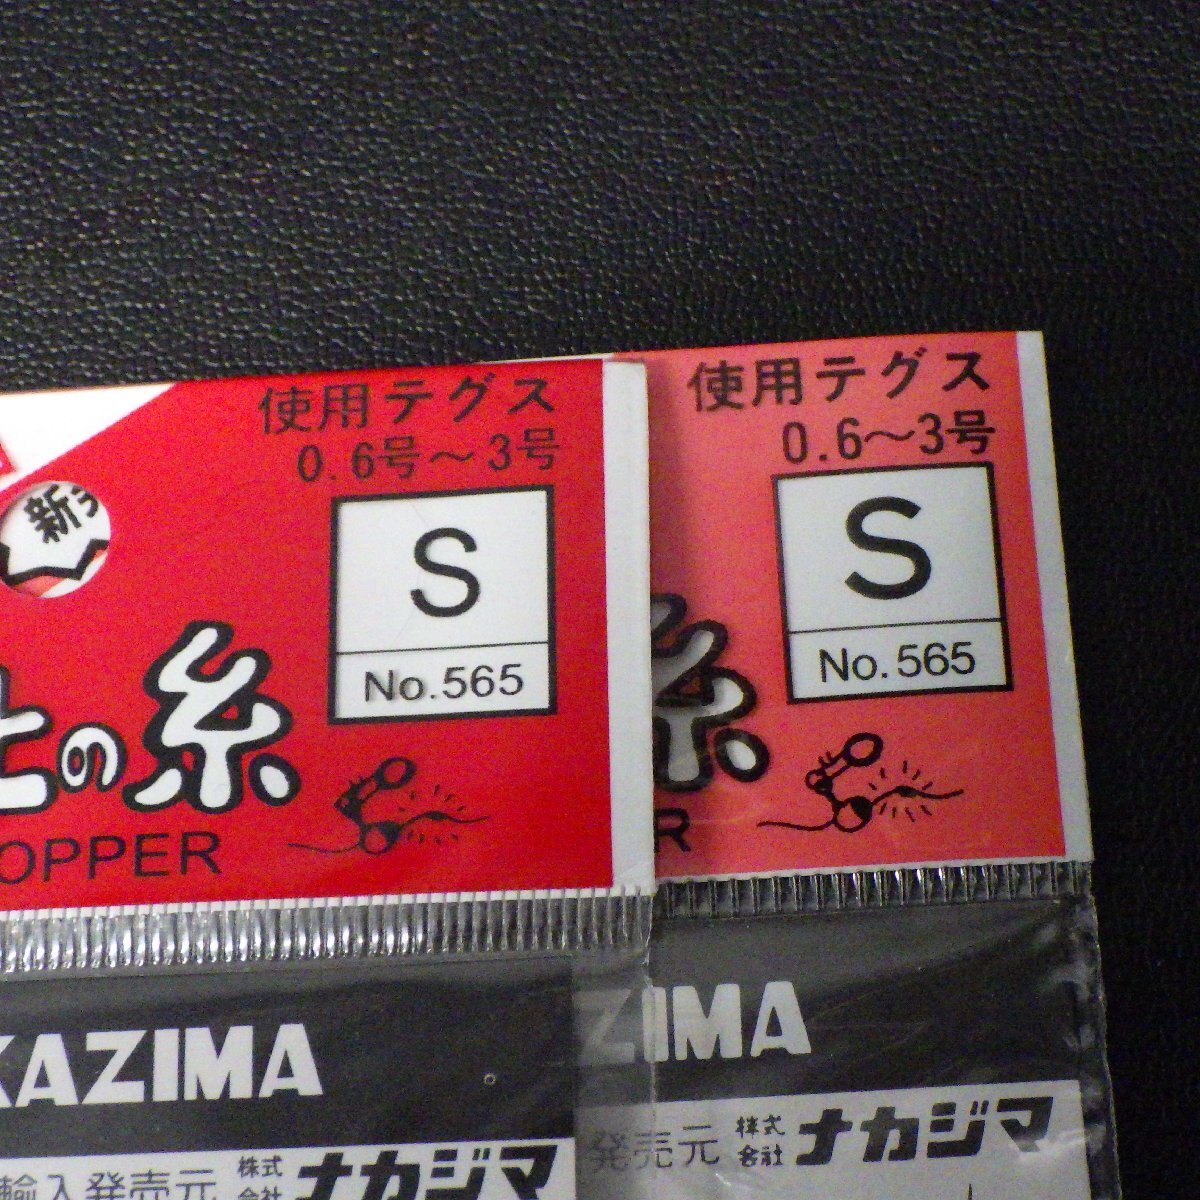 使用テグス
0.6号～3号
S
No.565
新
止の糸
OPPER
KAZIMA
輸入発売元 株式会社 ナカジマ
使用テグス
0.6～3号
S
No.565
糸
R
ZIMA
発売元 株式会社 ナカジマ